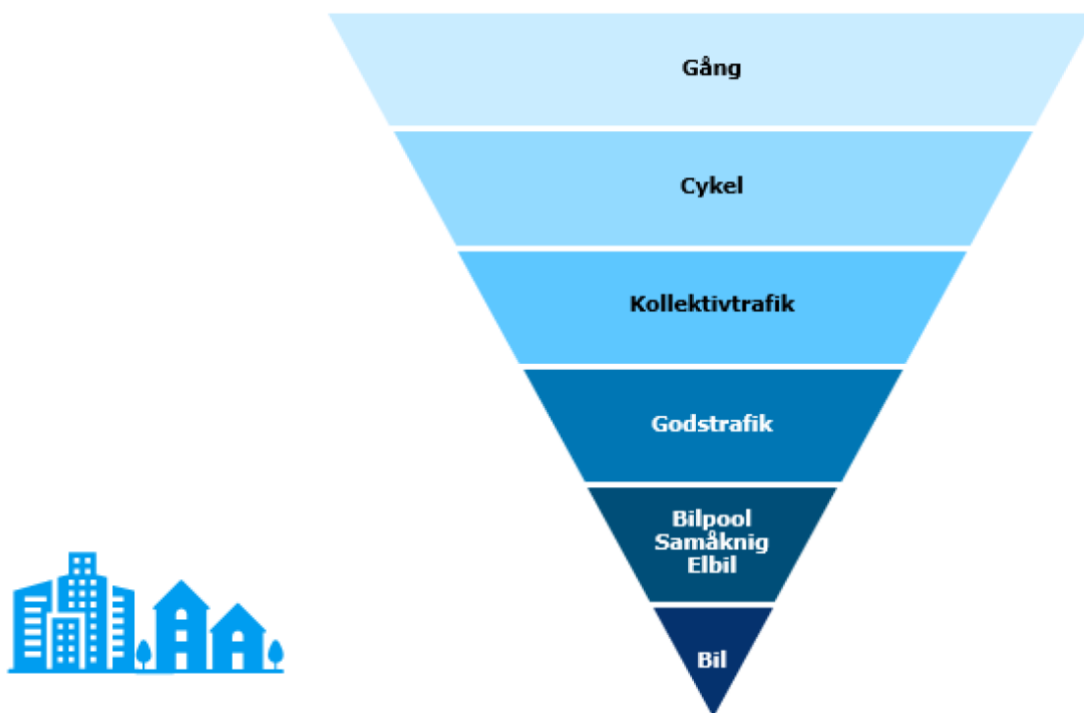 Gång
Cykel
Kollektivtrafik
Godstrafik
Bilpool
Samåknig
Elbil
Bil